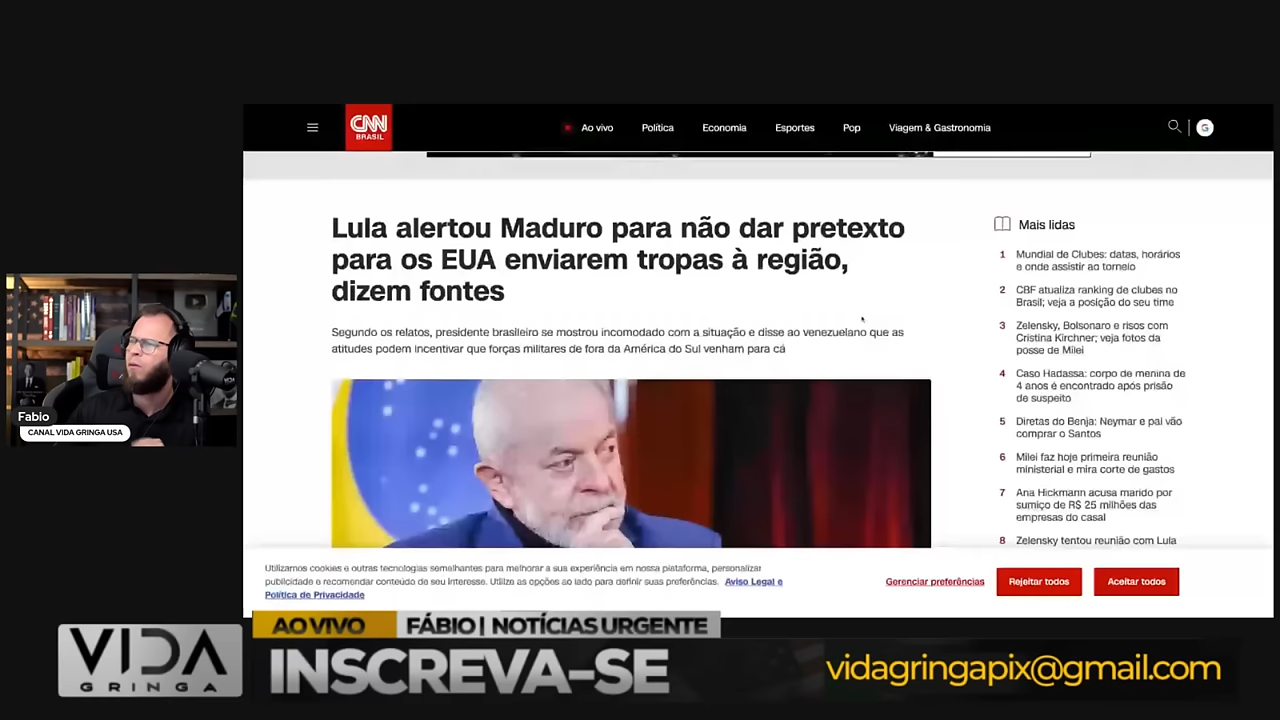 CNN
BRASIL
Ao vivo
Política
Economia
Esportes
Pop
Viagem & Gastronomia
G
Lula alertou Maduro para não dar pretexto
para os EUA enviarem tropas à região,
dizem fontes
Segundo os relatos, presidente brasileiro se mostrou incomodado com a situação e disse ao venezuelano que as
atitudes podem incentivar que forças militares de fora da América do Sul venham para cá
Mais lidas
1 Mundial de Clubes: datas, horários
e onde assistir ao torneio
2 CBF atualiza ranking de clubes no
Brasil; veja a posição do seu time
3 Zelensky, Bolsonaro e risos com
Cristina Kirchner; veja fotos da
posse de Milei
4 Caso Hadassa: corpo de menina de
4 anos é encontrado após prisão
de suspeito
5 Diretas do Benja: Neymar e pai vão
comprar o Santos
6 Milei faz hoje primeira reunião
ministerial e mira corte de gastos
7 Ana Hickmann acusa marido por
sumiço de R$ 25 milhões das
empresas do casal
8 Zelensky tentou reunião com Lula
Utilizamos cookies e outras tecnologias semelhantes para melhorar a sua experiência em nossa plataforma, personalizar
publicidade e recomendar conteúdo de seu interesse. Utilize as opções ao lado para definir suas preferências. Aviso Legal e
Política de Privacidade
Gerenciar preferências
Rejeitar todos
Aceitar todos
Fabio
CANAL VIDA GRINGA USA
AO VIVO
FÁBIO | NOTÍCIAS URGENTE
VIDA
GRINGA
INSCREVA-SE
vidagringapix@gmail.com